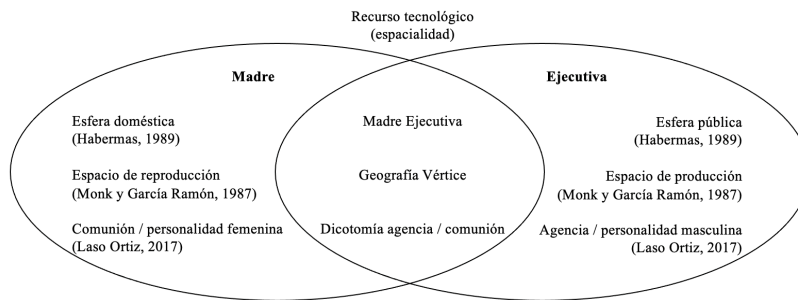 Recurso tecnológico
(espacialidad)
Madre
Ejecutiva
Esfera doméstica
(Habermas, 1989)
Madre Ejecutiva
Esfera pública
(Habermas, 1989)
Espacio de reproducción
(Monk y García Ramón, 1987)
Geografía Vértice
Espacio de producción
(Monk y García Ramón, 1987)
Comunión / personalidad femenina
(Laso Ortiz, 2017)
Dicotomía agencia / comunión
Agencia / personalidad masculina
(Laso Ortiz, 2017)